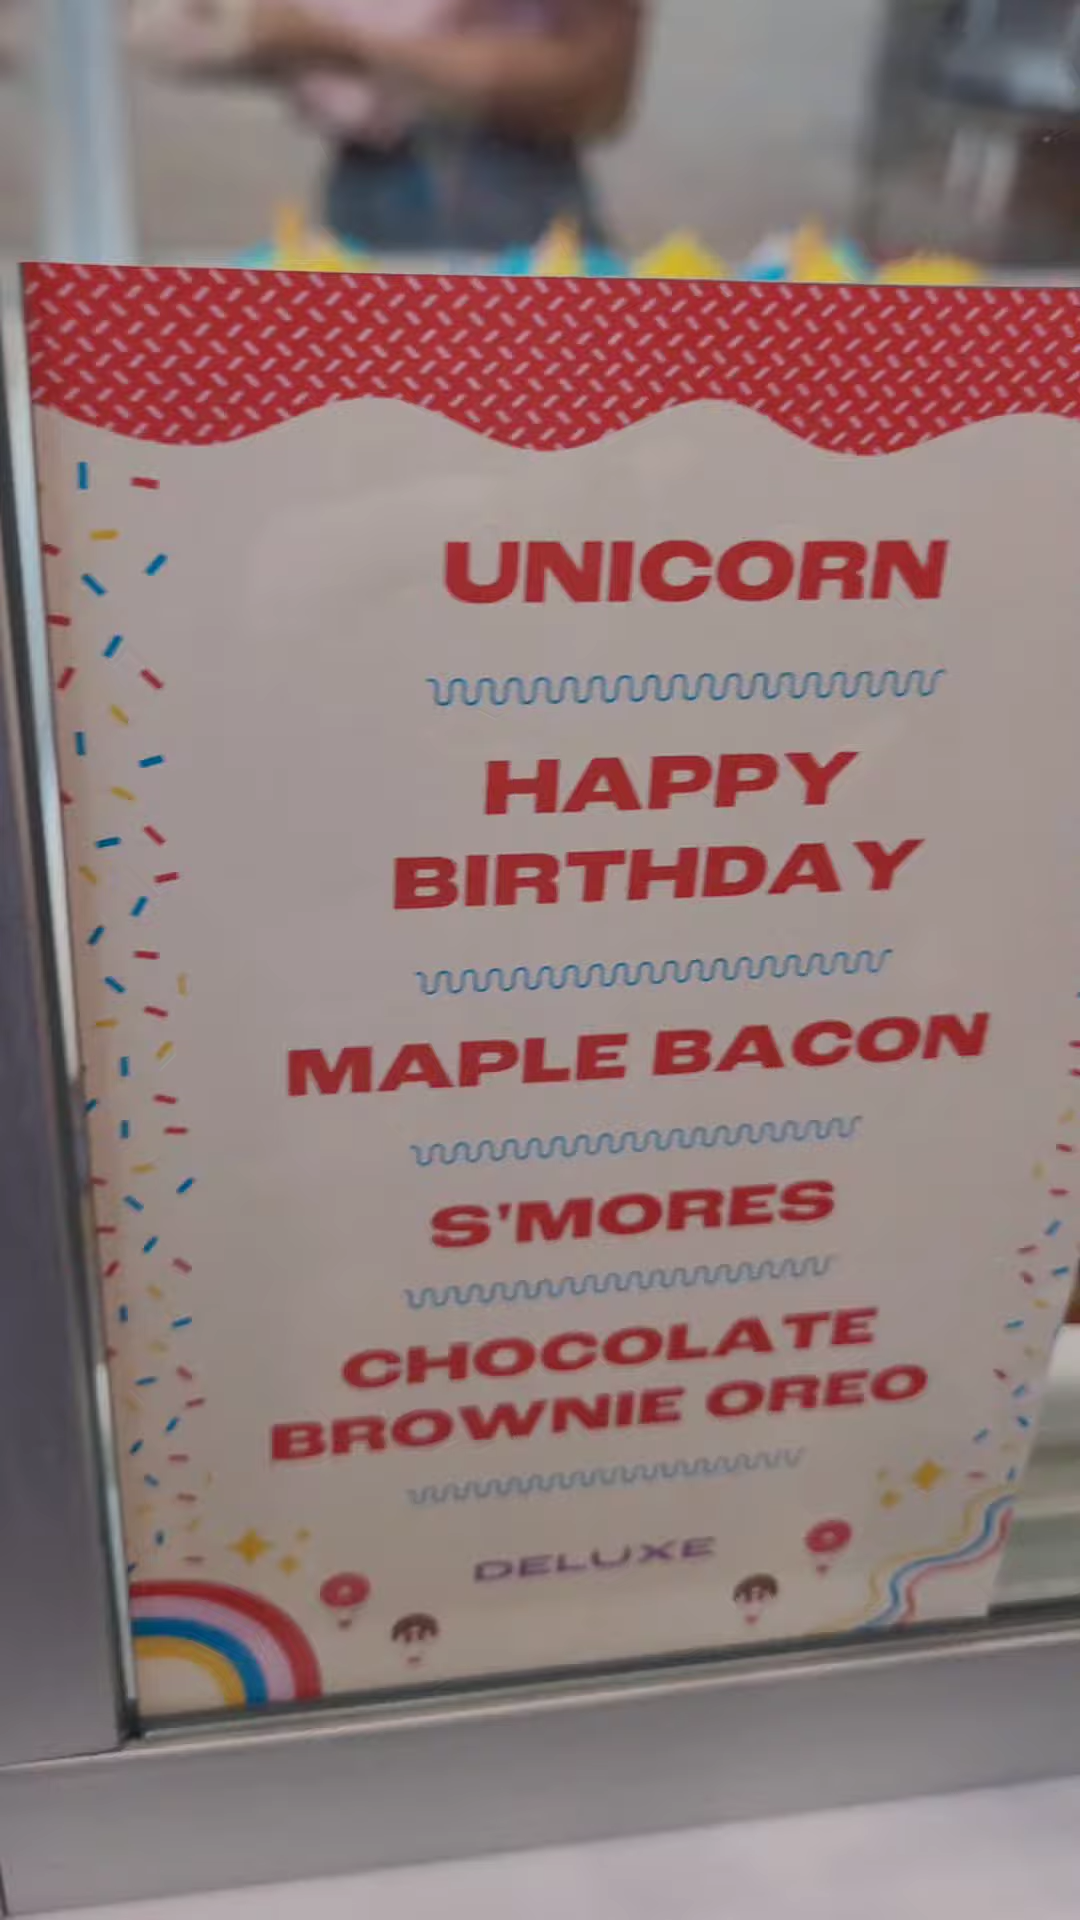 UNICORN
HAPPY
BIRTHDAY
MAPLE BACON
S'MORES
CHOCOLATE
BROWNIE OREO
DELUXE